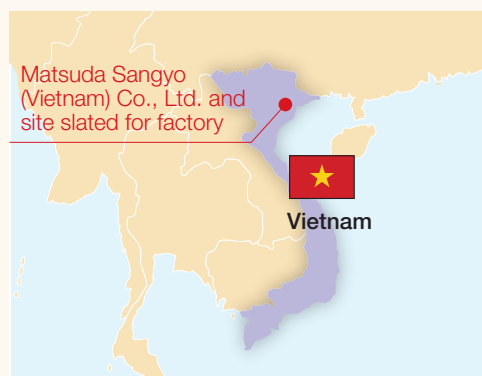 Matsuda Sangyo
(Vietnam) Co., Ltd. and
site slated for factory
Vietnam